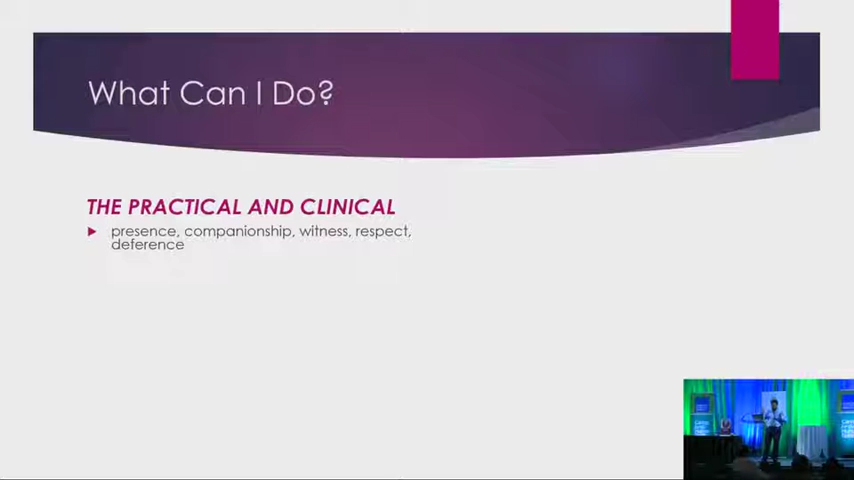 What Can I Do?
THE PRACTICAL AND CLINICAL
presence, companionship, witness, respect,
deference